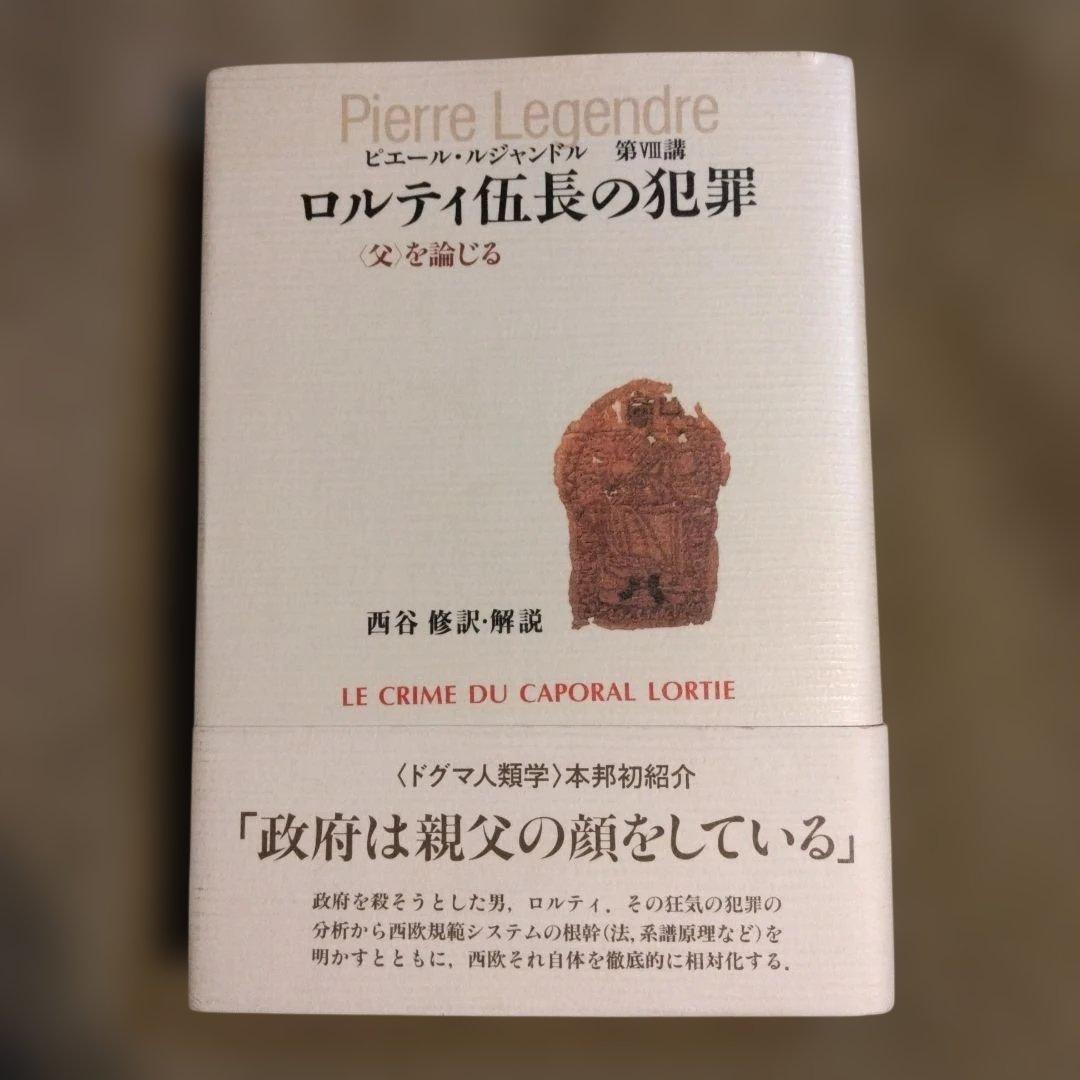 Pierre Legendre
ピエール・ルジャンドル　第Ⅷ講
ロルティ伍長の犯罪
〈父〉を論じる
西谷 修訳・解説
LE CRIME DU CAPORAL LORTIE
〈ドグマ人類学〉本邦初紹介
「政府は親父の顔をしている」
政府を殺そうとした男，ロルティ．その狂気の犯罪の
分析から西欧規範システムの根幹（法，系譜原理など）を
明かすとともに，西欧それ自体を徹底的に相対化する．